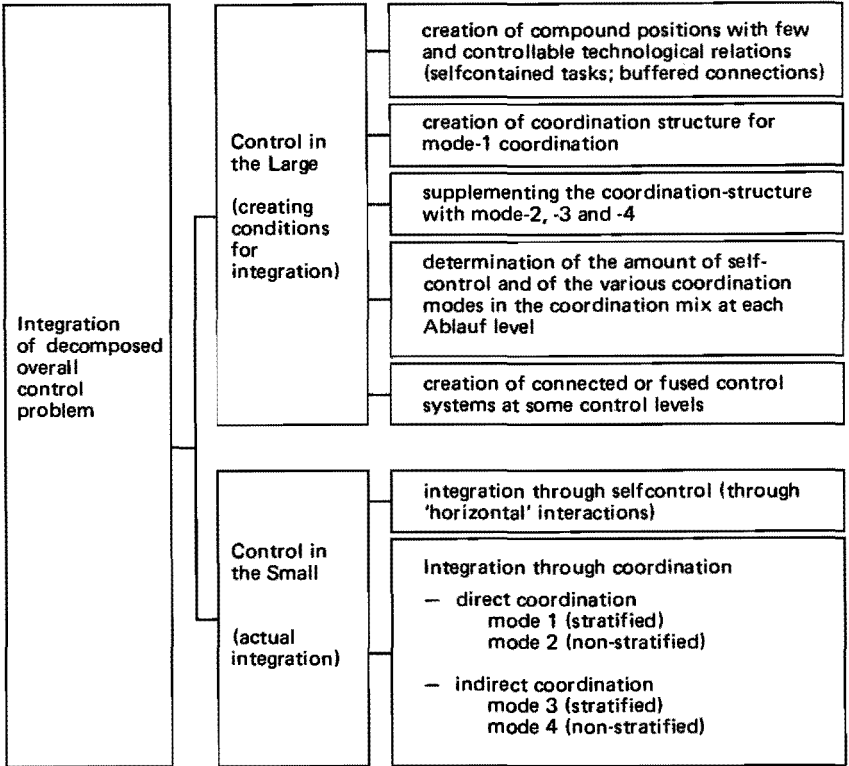 Integration
of decomposed
overall
control
problem
Control in
the Large
(creating
conditions
for
integration)
creation of compound positions with few
and controllable technological relations
(selfcontained tasks; buffered connections)
creation of coordination structure for
mode-1 coordination
supplementing the coordination-structure
with mode-2, -3 and -4
determination of the amount of self-
control and of the various coordination
modes in the coordination mix at each
Ablauf level
creation of connected or fused control
systems at some control levels
Control in
the Small
(actual
integration)
integration through selfcontrol (through
'horizontal' interactions)
Integration through coordination
— direct coordination
mode 1 (stratified)
mode 2 (non-stratified)
— indirect coordination
mode 3 (stratified)
mode 4 (non-stratified)